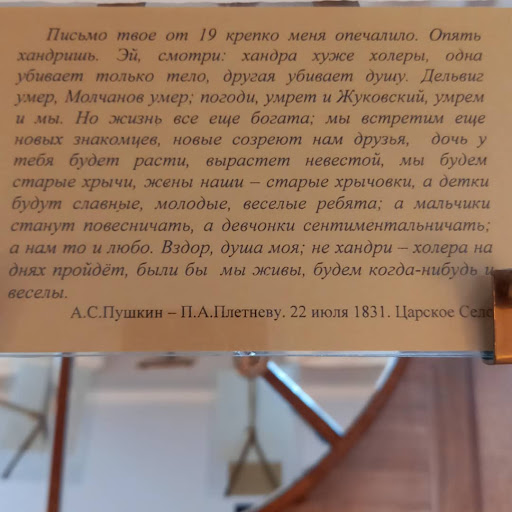 Письмо твое от 19 крепко меня опечалило. Опять
хандришь. Эй, смотри: хандра хуже холеры, одна
убивает только тело, другая убивает душу. Дельвиг
умер, Молчанов умер; погоди, умрет и Жуковский, умрем
и мы. Но жизнь все еще богата; мы встретим еще
новых знакомцев, новые созреют нам друзья, дочь у
тебя будет расти, вырастет невестой, мы будем
старые хрычи, жены наши – старые хрычовки, а детки
будут славные, молодые, веселые ребята; а мальчики
станут повесничать, а девчонки сентиментальничать;
а нам то и любо. Вздор, душа моя; не хандри – холера на
днях пройдёт, были бы мы живы, будем когда-нибудь и
веселы.
А.С.Пушкин – П.А.Плетневу. 22 июля 1831. Царское Село